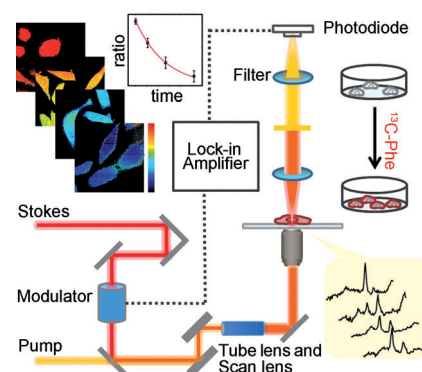 ratio
time
Photodiode
Filter
Lock-in
Amplifier
¹³C-Phe
Stokes
Modulator
Pump
Tube lens and
Scan lens